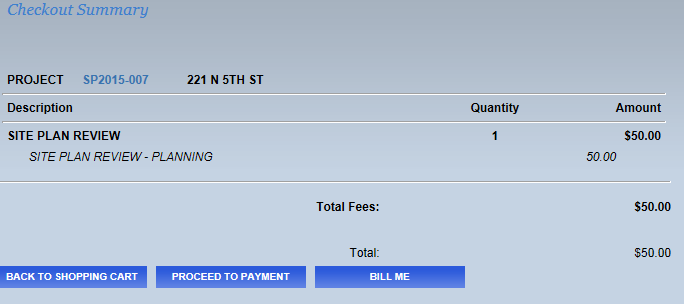 Checkout Summary
PROJECT SP2015-007 221 N 5TH ST
Description Quantity Amount
SITE PLAN REVIEW 1 $50.00
SITE PLAN REVIEW - PLANNING 50.00
Total Fees: $50.00
Total: $50.00
BACK TO SHOPPING CART PROCEED TO PAYMENT BILL ME